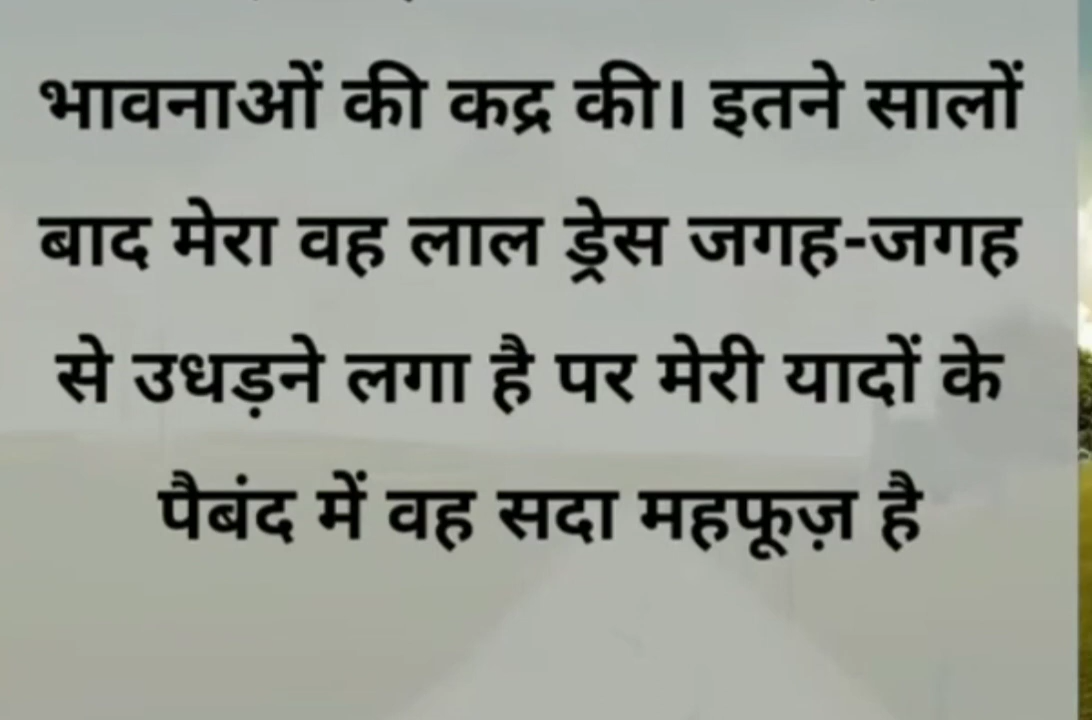 भावनाओं की कद्र की। इतने सालों
बाद मेरा वह लाल ड्रेस जगह-जगह
से उधड़ने लगा है पर मेरी यादों के
पैबंद में वह सदा महफूज़ है